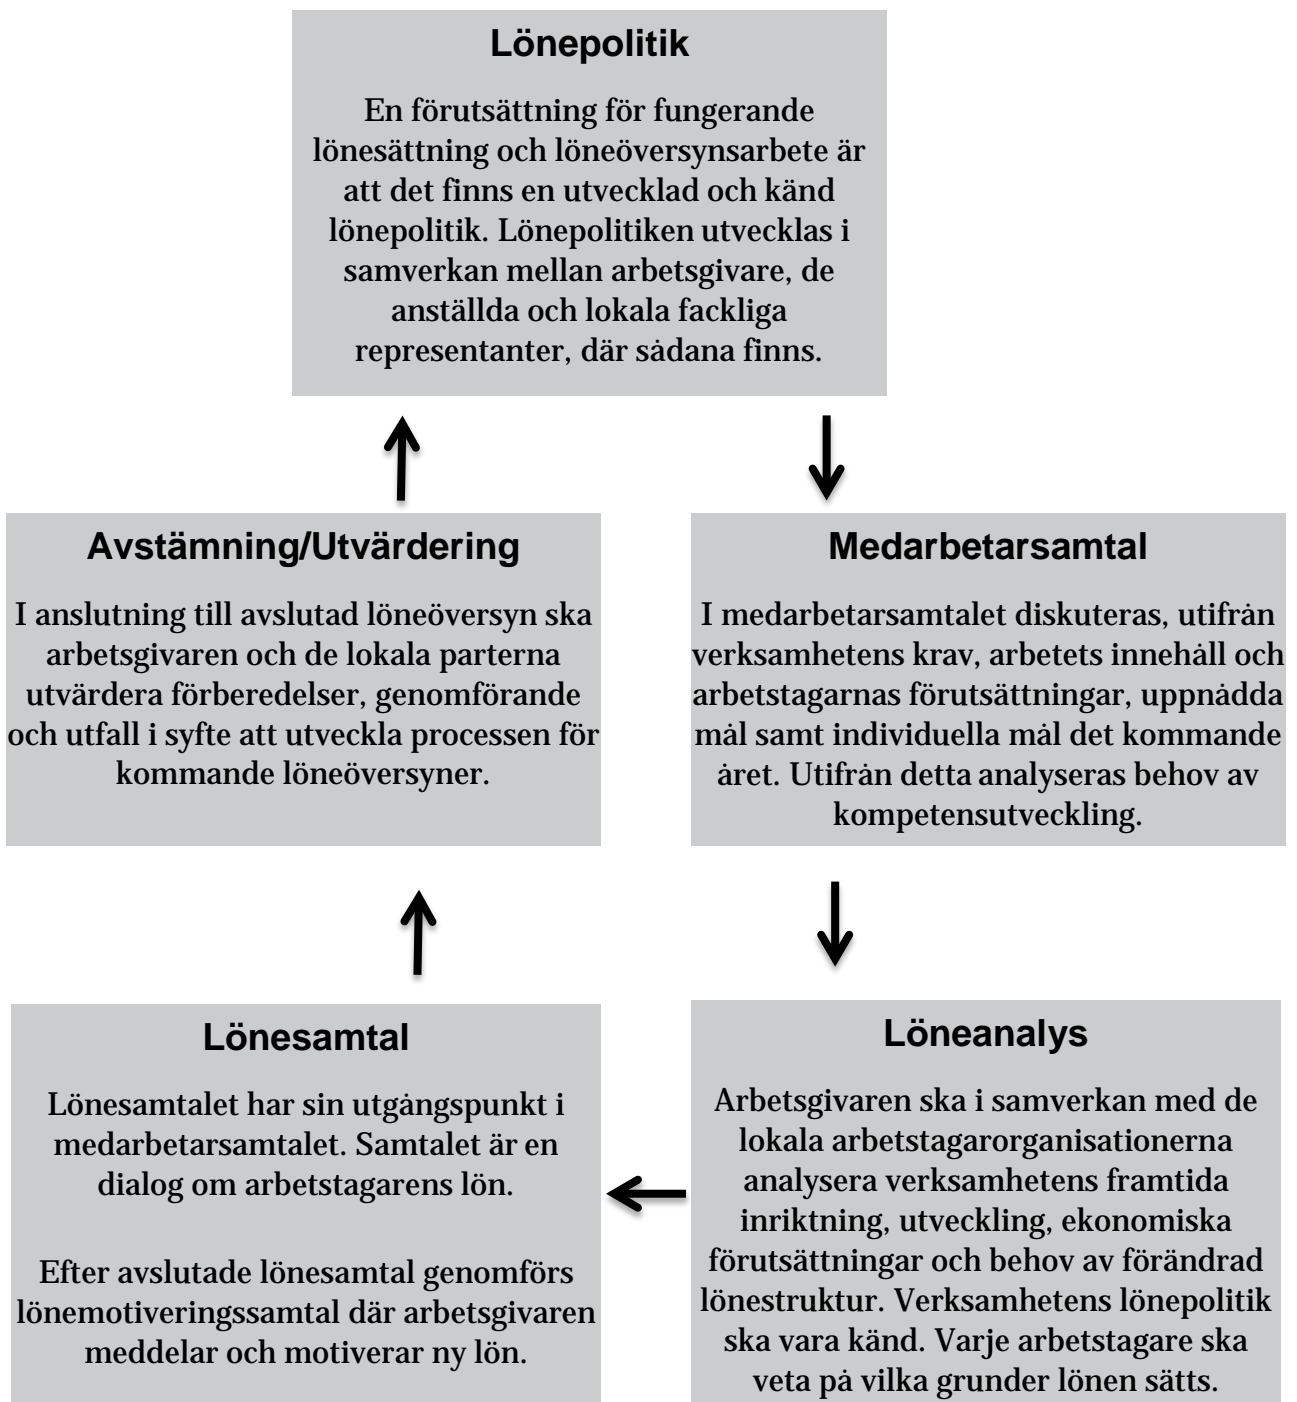 Lönepolitik
En förutsättning för fungerande
lönesättning och löneöversynsarbete är
att det finns en utvecklad och känd
lönepolitik. Lönepolitiken utvecklas i
samverkan mellan arbetsgivare, de
anställda och lokala fackliga
representanter, där sådana finns.
Medarbetarsamtal
I medarbetarsamtalet diskuteras, utifrån
verksamhetens krav, arbetets innehåll och
arbetstagarnas förutsättningar, uppnådda
mål samt individuella mål det kommande
året. Utifrån detta analyseras behov av
kompetensutveckling.
Löneanalys
Arbetsgivaren ska i samverkan med de
lokala arbetstagarorganisationerna
analysera verksamhetens framtida
inriktning, utveckling, ekonomiska
förutsättningar och behov av förändrad
lönestruktur. Verksamhetens lönepolitik
ska vara känd. Varje arbetstagare ska
veta på vilka grunder lönen sätts.
Lönesamtal
Lönesamtalet har sin utgångspunkt i
medarbetarsamtalet. Samtalet är en
dialog om arbetstagarens lön.
Efter avslutade lönesamtal genomförs
lönemotiveringssamtal där arbetsgivaren
meddelar och motiverar ny lön.
Avstämning/Utvärdering
I anslutning till avslutad löneöversyn ska
arbetsgivaren och de lokala parterna
utvärdera förberedelser, genomförande
och utfall i syfte att utveckla processen för
kommande löneöversyner.